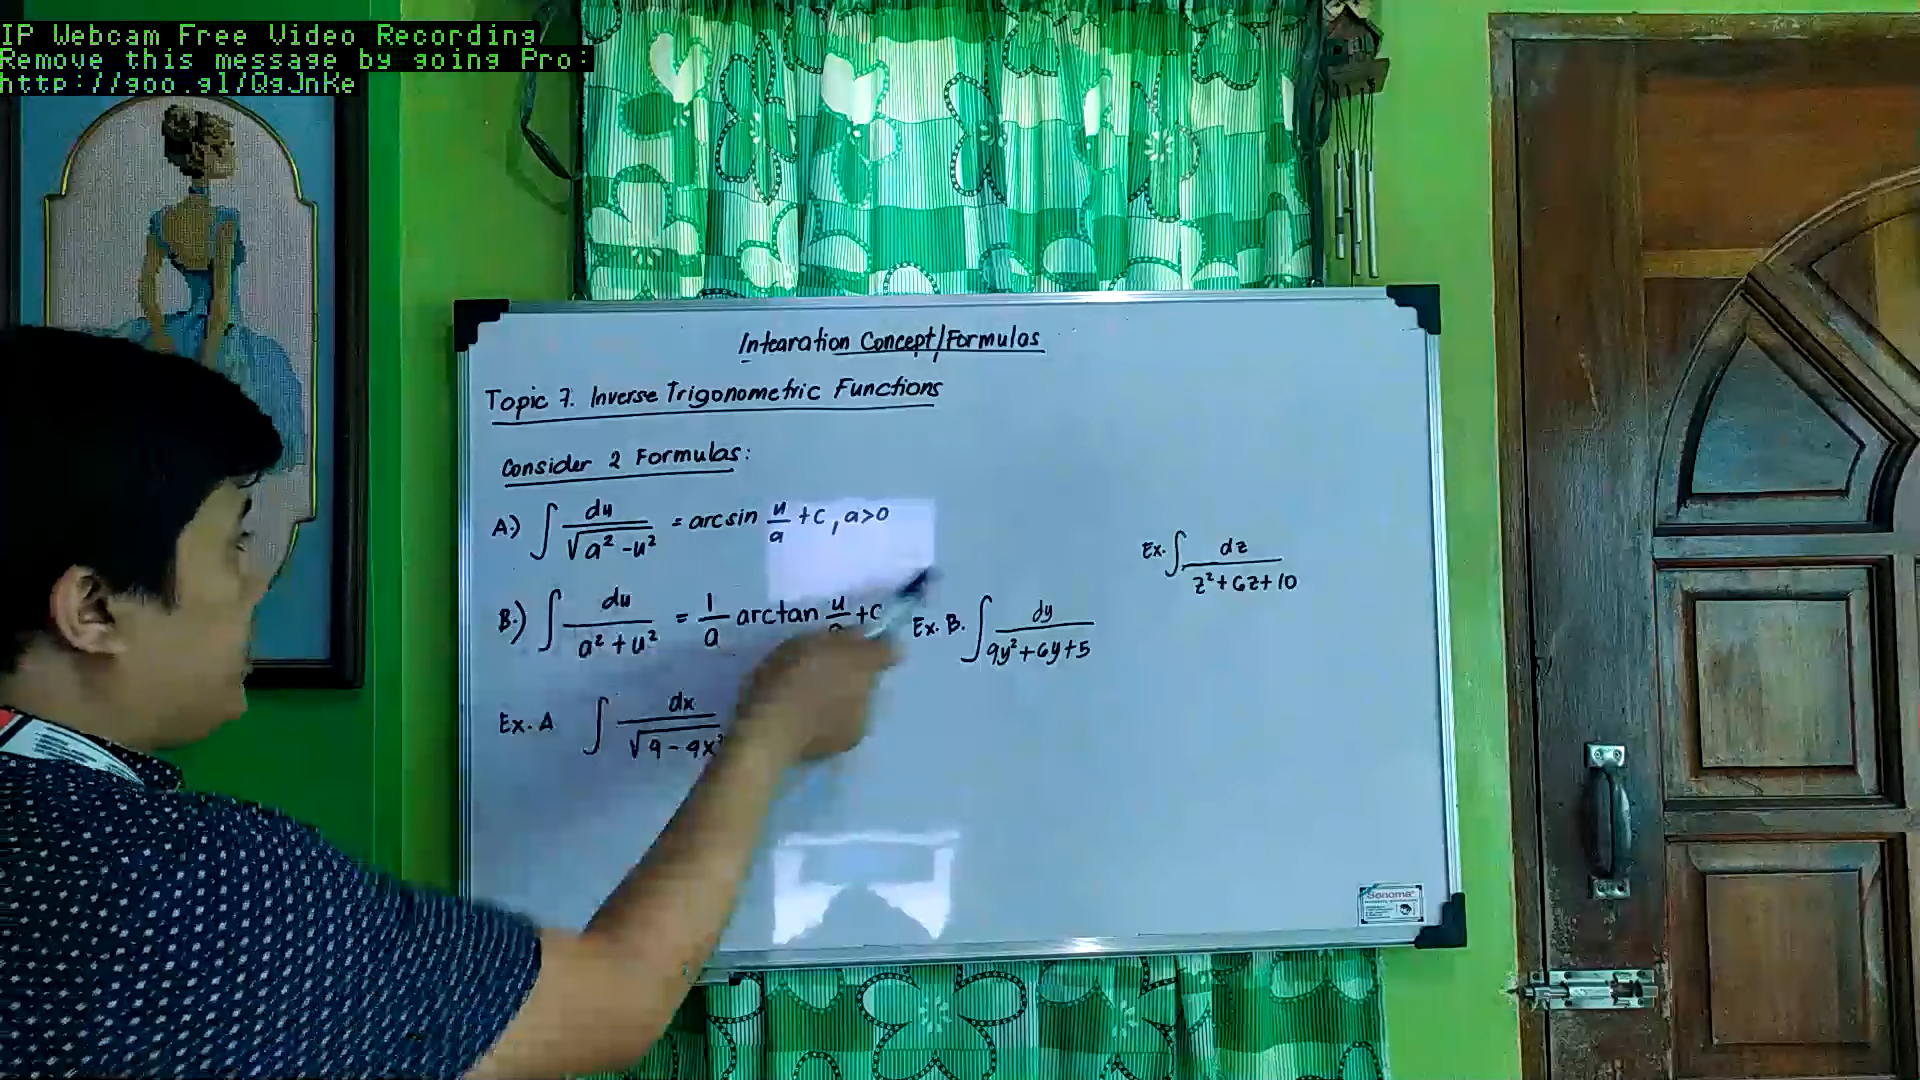 IP Webcam Free Video Recording
Remove this message by going Pro:
http://goo.gl/Q9JnKe
Intearation Concept/Formulas
Topic 7. Inverse Trigonometric Functions
Consider 2 Formulas:
A.) ∫ du / √(a² - u²) = arcsin u/a + C, a>0
B.) ∫ du / (a² + u²) = 1/a arctan u/ + C
Ex. A ∫ dx / √(9 - 9x²
Ex. B. ∫ dy / (9y² + 6y + 5)
Ex. ∫ dz / (z² + 6z + 10)
Sonoma